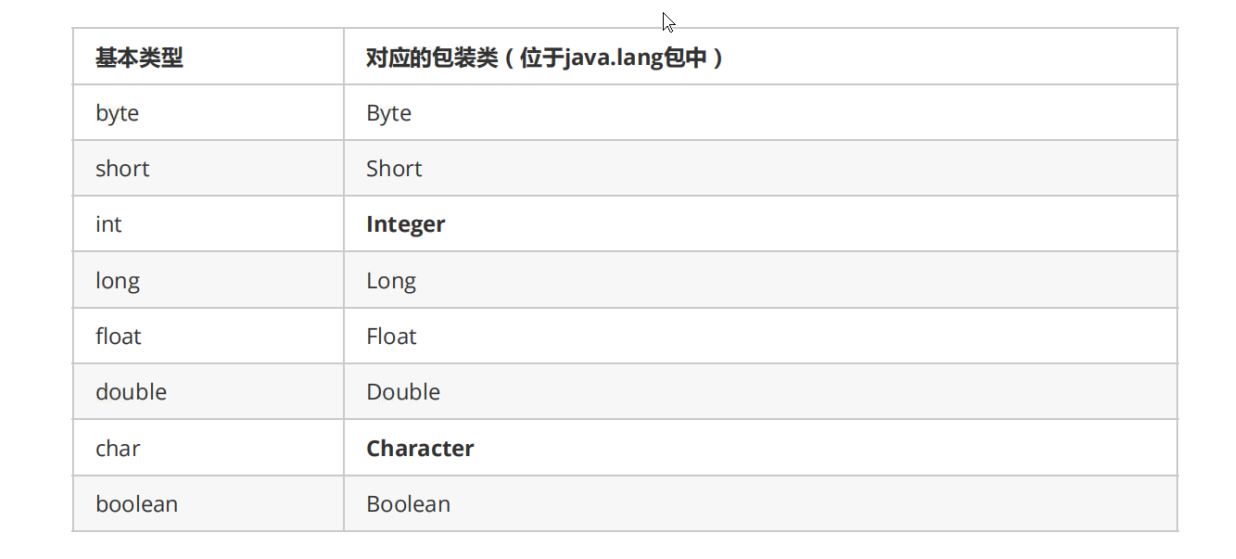 基本类型 对应的包装类（位于java.lang包中）
byte Byte
short Short
int Integer
long Long
float Float
double Double
char Character
boolean Boolean